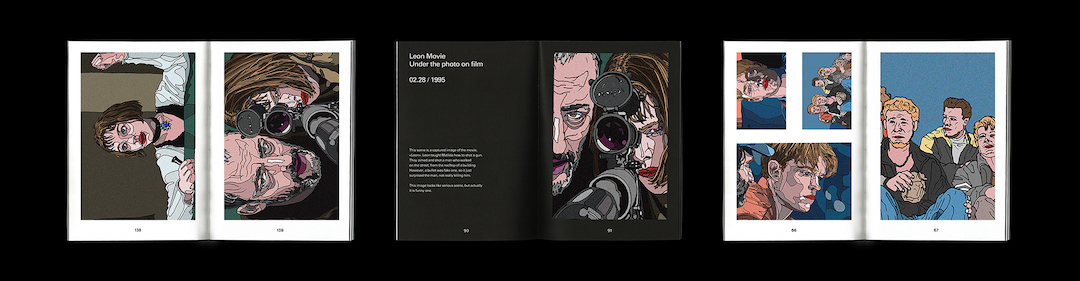 138
139
Leon Movie
Under the photo on film
02.28 / 1995
This scene is a captured image of the movie,
«Leon». Leon taught Matilda how to shot a gun.
They aimed and shot a man who walked
on the street, from the rooftop of a building.
However, a bullet was fake one, so it just
surprised the man, not really killing him.
This image looks like serious scene, but actually
it is funny one.
90
91
66
67